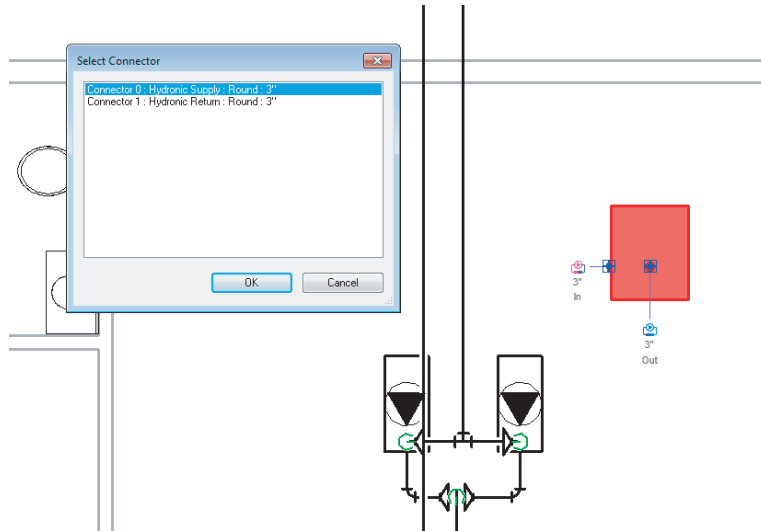 Select Connector
Connector 0 : Hydronic Supply : Round : 3"
Connector 1 : Hydronic Return : Round : 3"
OK
Cancel
3"
In
3"
Out